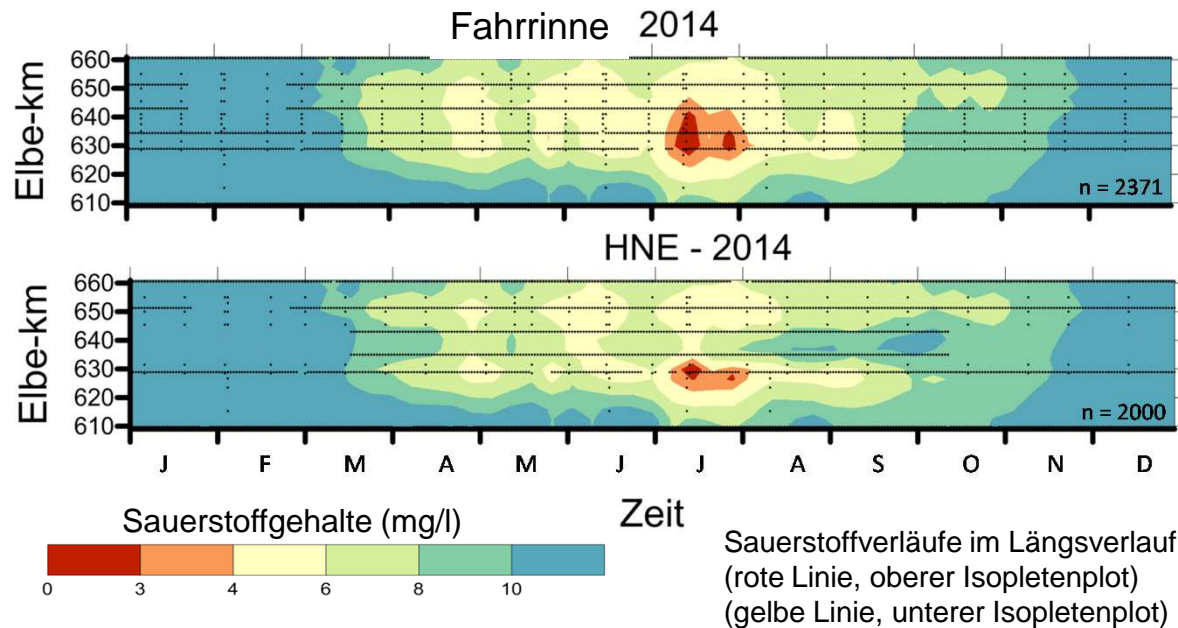 Fahrrinne 2014
Elbe-km
660
650
640
630
620
610
n = 2371
HNE - 2014
Elbe-km
660
650
640
630
620
610
n = 2000
J F M A M J J A S O N D
Zeit
Sauerstoffgehalte (mg/l)
0 3 4 6 8 10
Sauerstoffverläufe im Längsverlauf
(rote Linie, oberer Isopletenplot)
(gelbe Linie, unterer Isopletenplot)